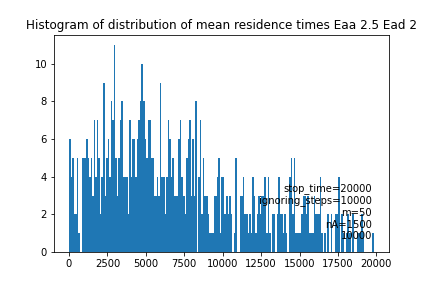 Histogram of distribution of mean residence times Eaa 2.5 Ead 2
10
8
6
4
2
0
stop_time=20000
ignoring_steps=10000
m=50
nA=1500
10000
0 2500 5000 7500 10000 12500 15000 17500 20000